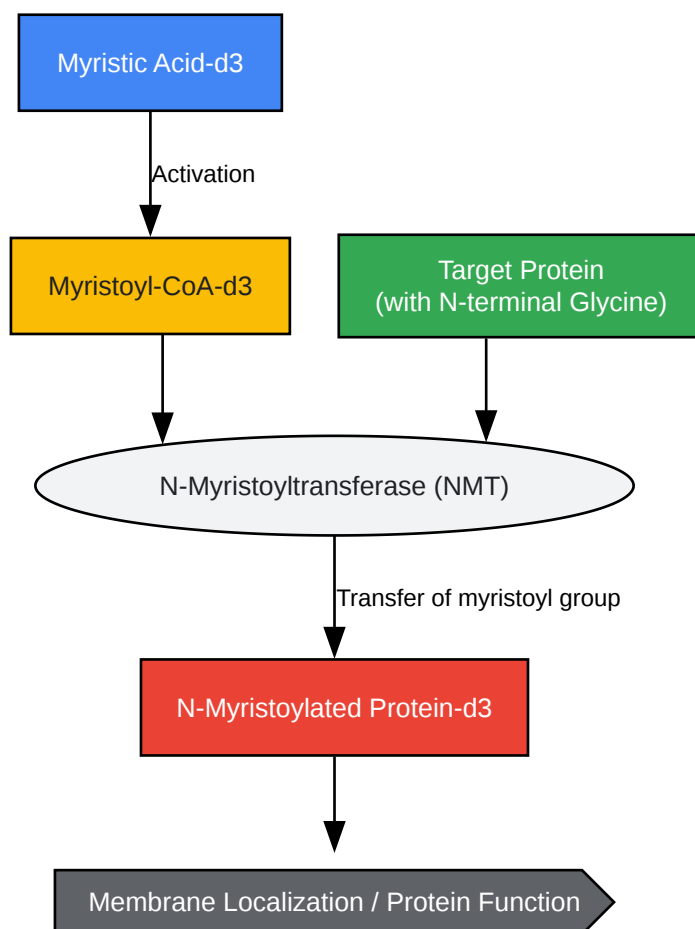 Myristic Acid-d3
Activation
Myristoyl-CoA-d3
Target Protein
(with N-terminal Glycine)
N-Myristoyltransferase (NMT)
Transfer of myristoyl group
N-Myristoylated Protein-d3
Membrane Localization / Protein Function